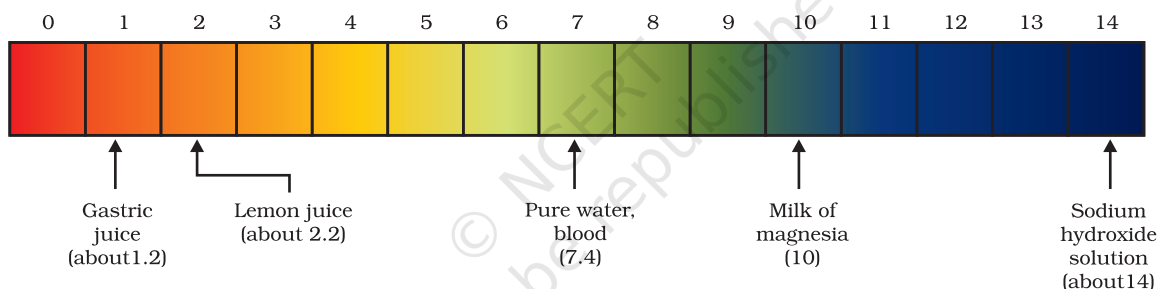 0 1 2 3 4 5 6 7 8 9 10 11 12 13 14
Gastric
juice
(about1.2)
Lemon juice
(about 2.2)
Pure water,
blood
(7.4)
Milk of
magnesia
(10)
Sodium
hydroxide
solution
(about14)
© NCERT
be republishe